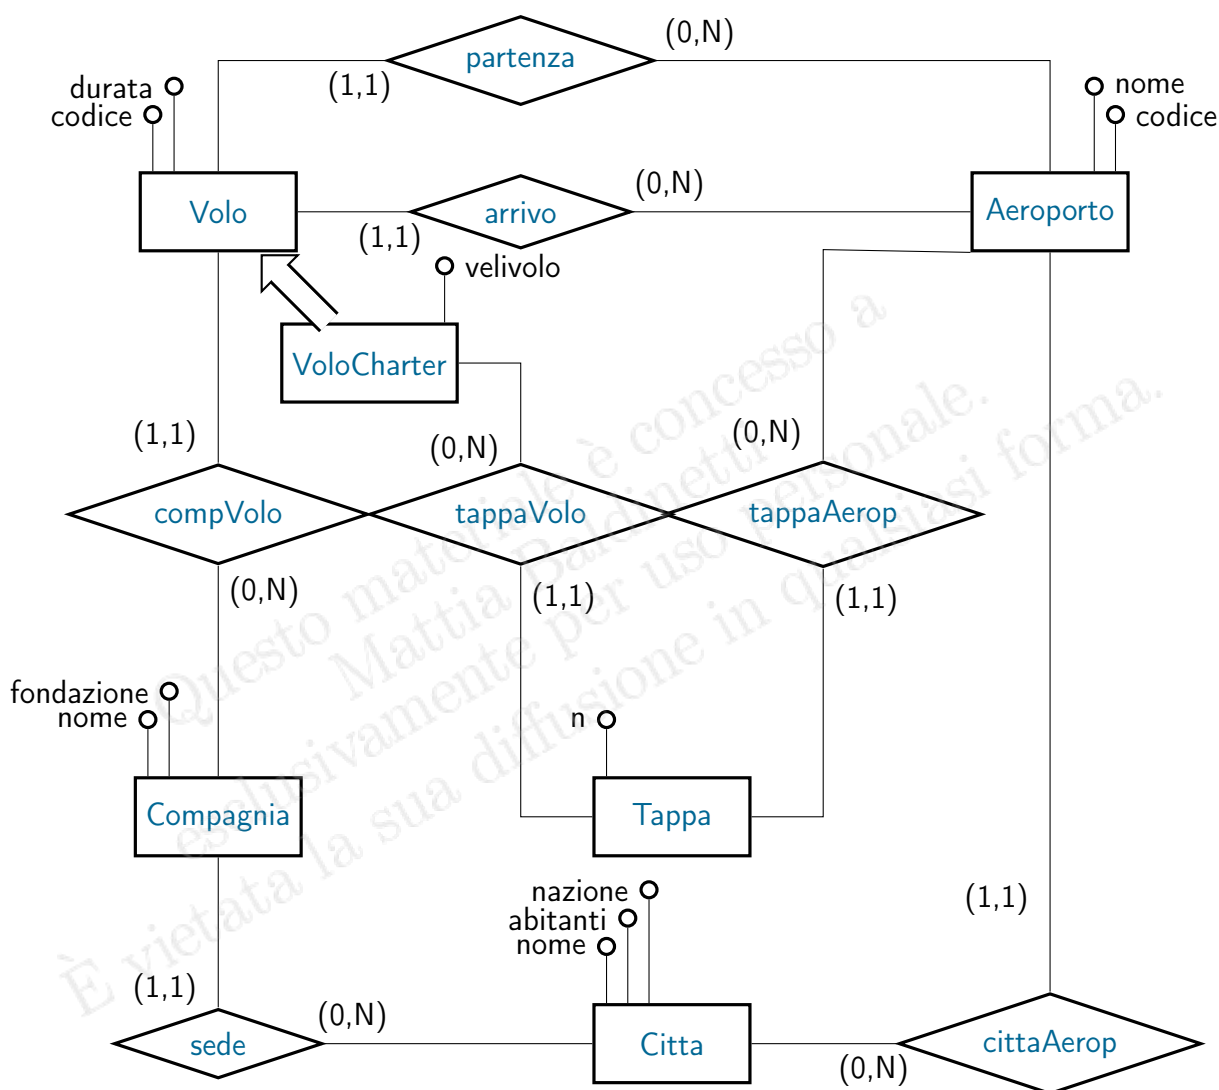 partenza
(0,N)
(1,1)
durata
codice
nome
codice
Volo
arrivo
(0,N)
(1,1)
Aeroporto
velivolo
VoloCharter
(1,1)
(0,N)
(0,N)
compVolo
tappaVolo
tappaAerop
(0,N)
(1,1)
(1,1)
fondazione
nome
n
Compagnia
Tappa
nazione
abitanti
nome
(1,1)
(1,1)
(0,N)
sede
Citta
(0,N)
cittaAerop
Questo materiale è concesso a
Mattia Baldinetti
esclusivamente per uso personale.
È vietata la sua diffusione in qualsiasi forma.